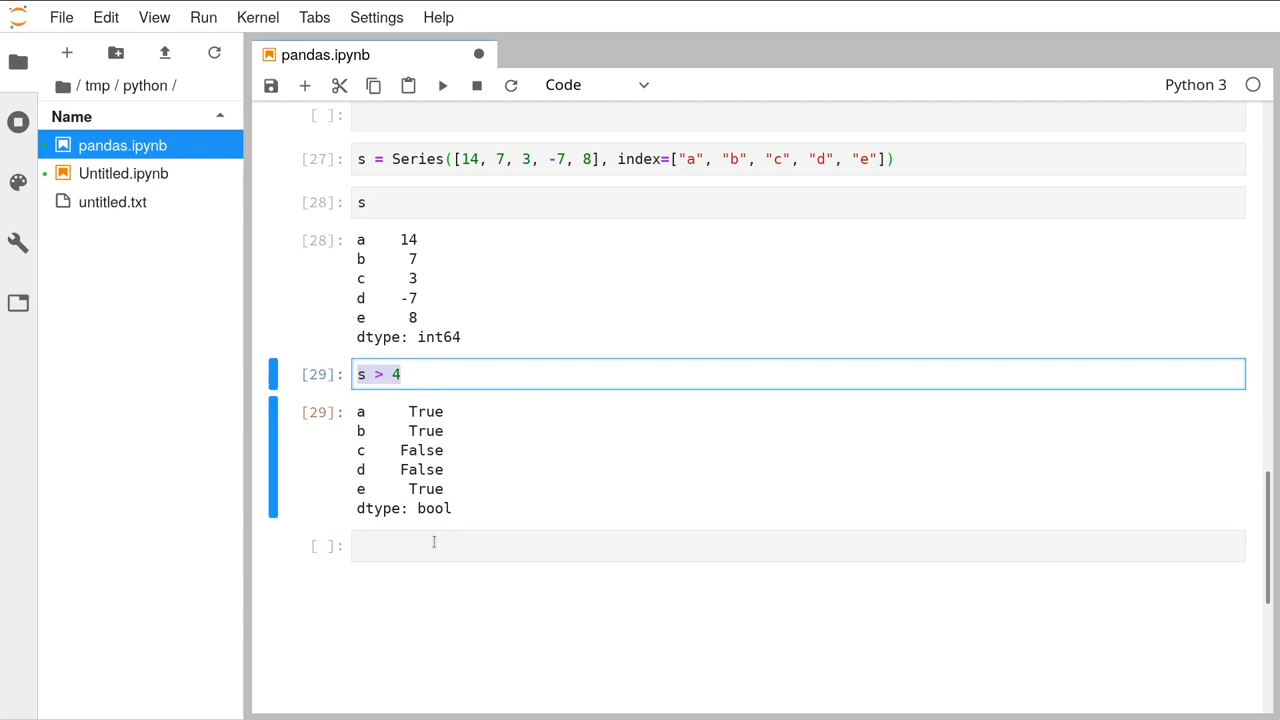 File Edit View Run Kernel Tabs Settings Help
/ tmp / python /
Name
pandas.ipynb
Untitled.ipynb
untitled.txt
pandas.ipynb
Code
Python 3
[ ]:
[27]: s = Series([14, 7, 3, -7, 8], index=["a", "b", "c", "d", "e"])
[28]: s
[28]: a 14
b 7
c 3
d -7
e 8
dtype: int64
[29]: s > 4
[29]: a True
b True
c False
d False
e True
dtype: bool
[ ]: